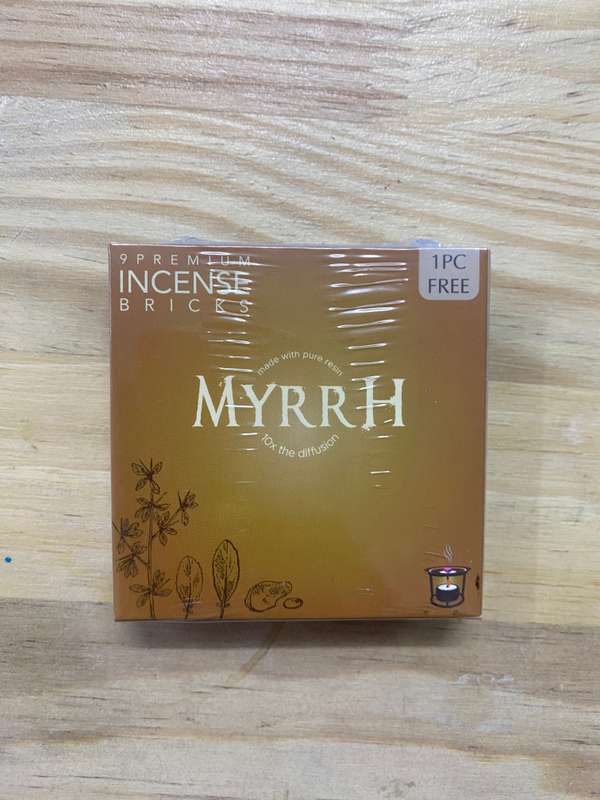 9 PREMIUM
INCENSE
BRICKS
1PC
FREE
made with pure resin
MYRRH
10x the diffusion